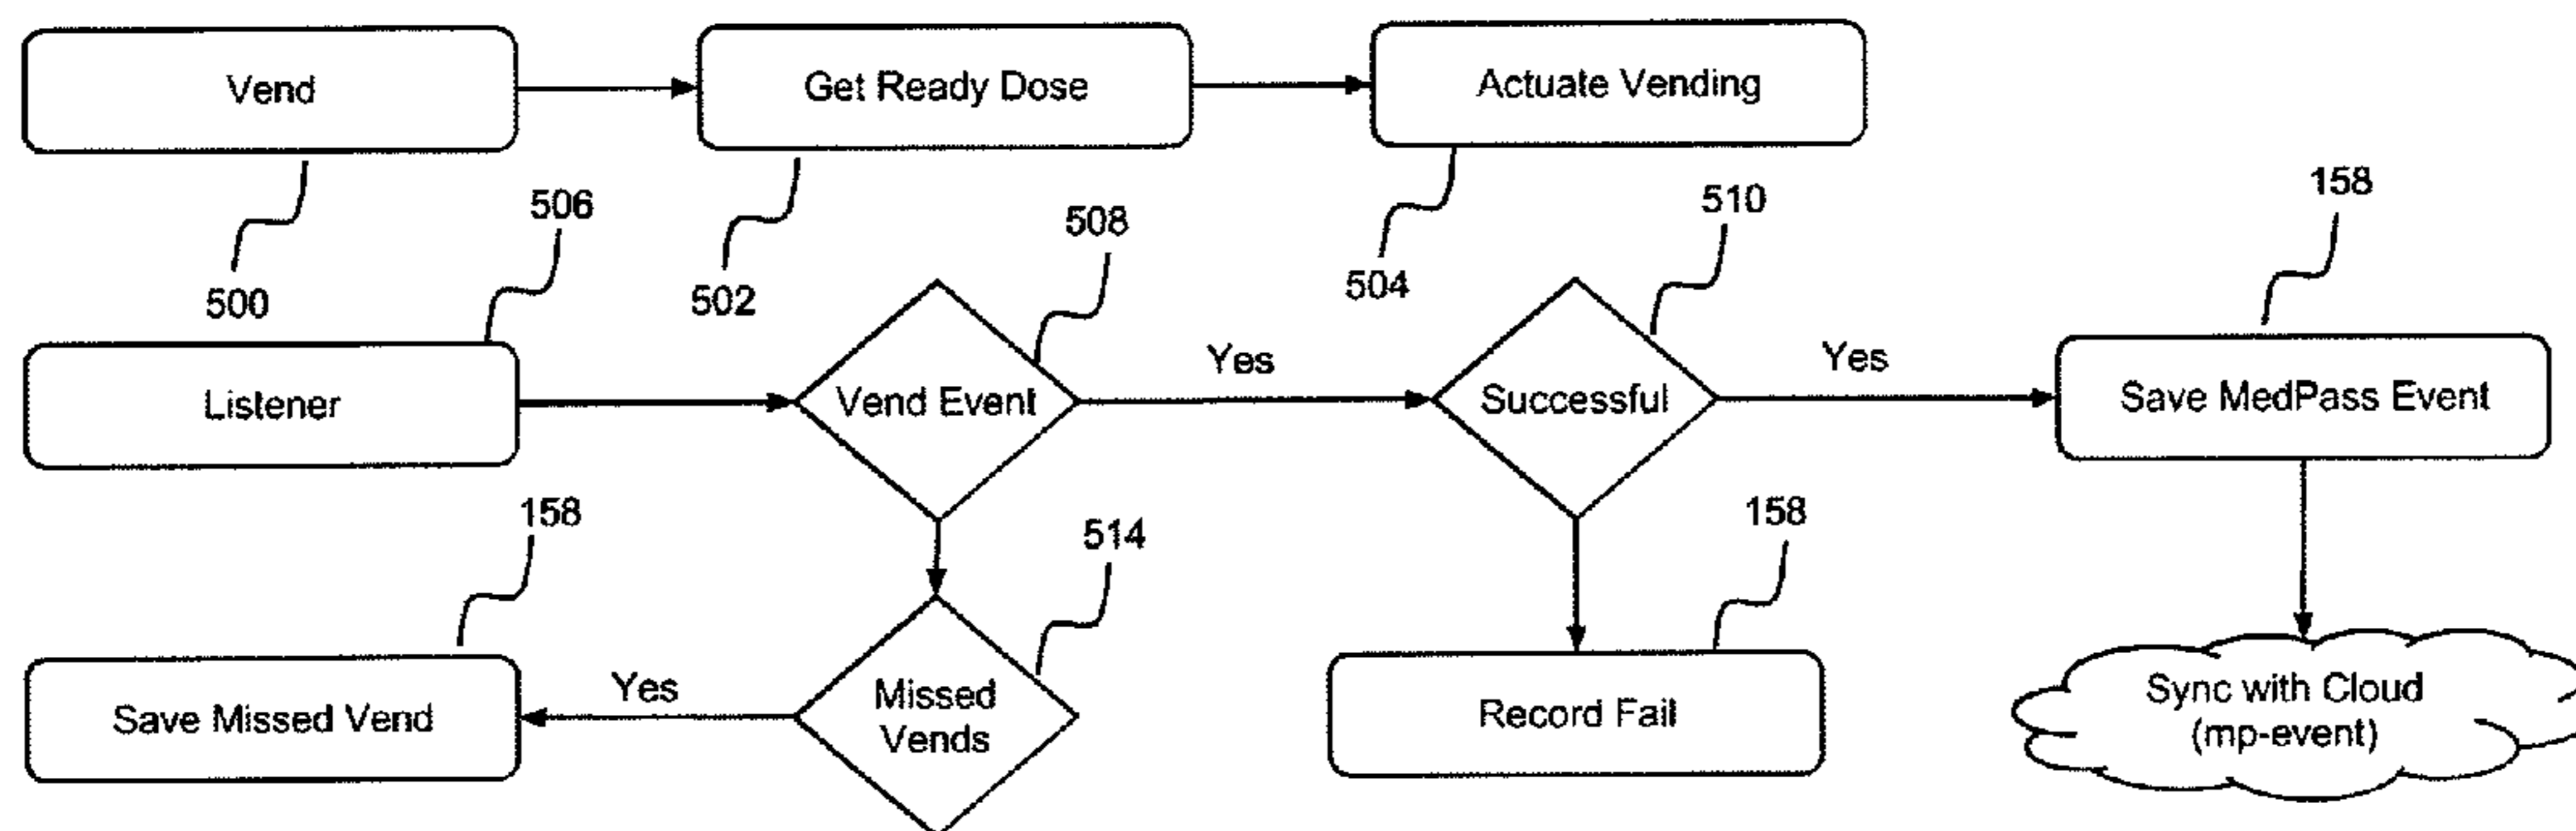 Vend
Get Ready Dose
Actuate Vending
500
502
504
506
508
510
158
Listener
Vend Event
Yes
Successful
Yes
Save MedPass Event
158
514
158
Save Missed Vend
Yes
Missed
Vends
Record Fail
Sync with Cloud
(mp-event)